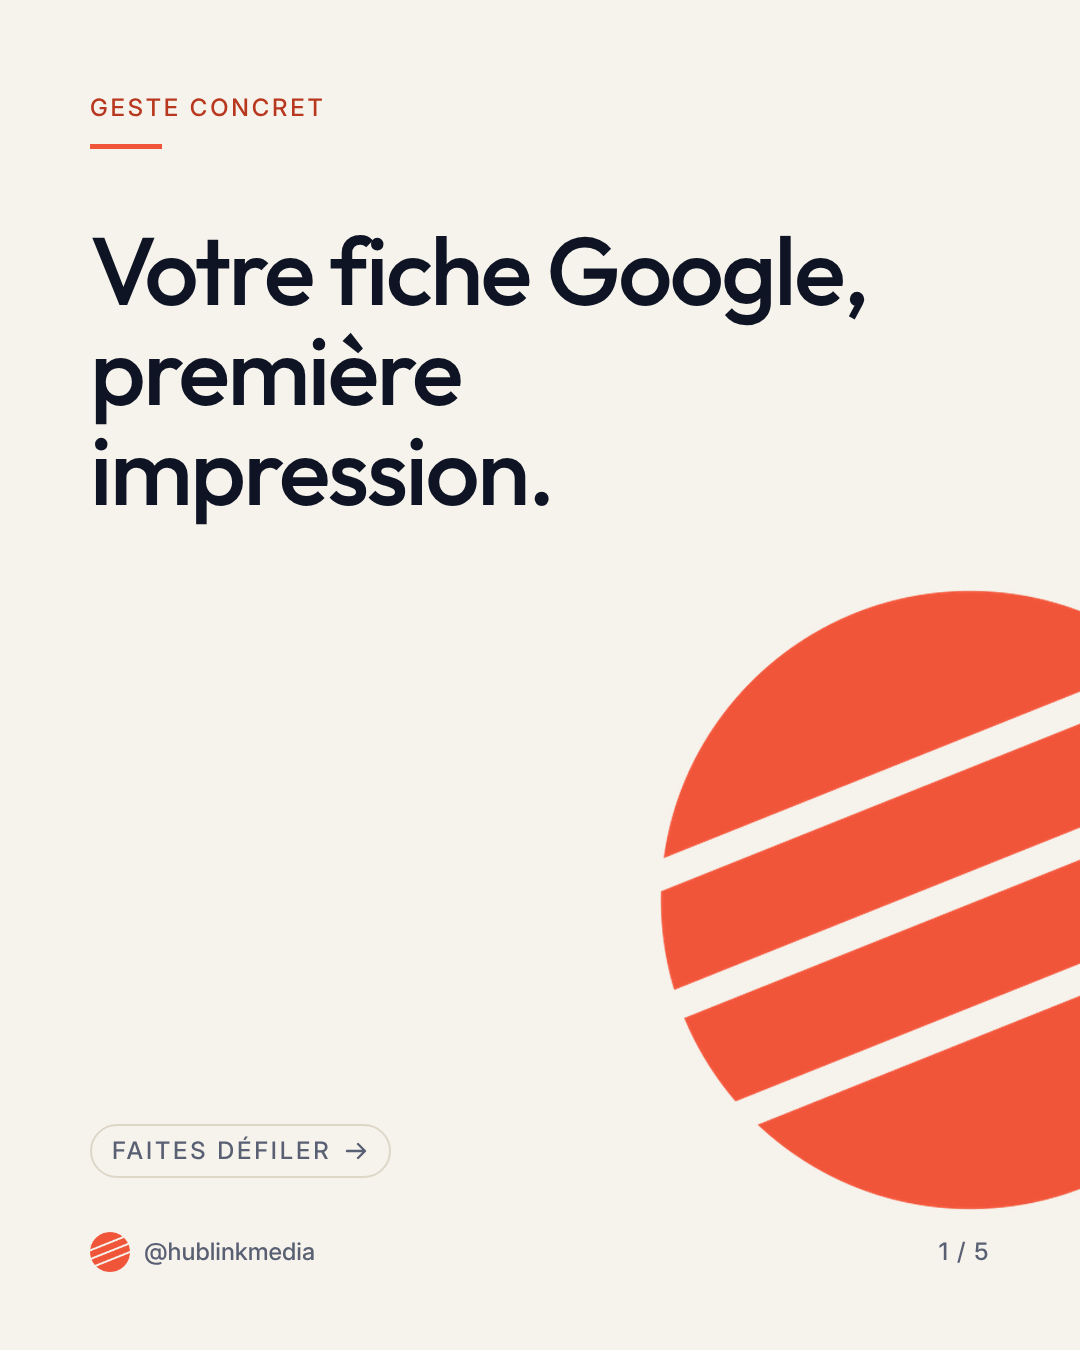 GESTE CONCRET
Votre fiche Google,
première
impression.
FAITES DÉFILER →
@hublinkmedia
1 / 5